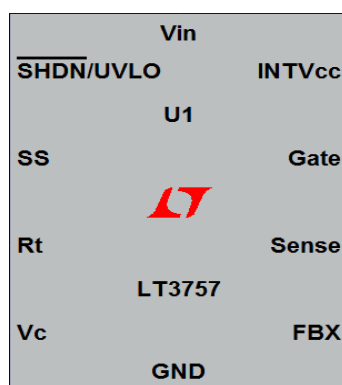 Vin
SHDN/UVLO INTVcc
U1
SS Gate
Rt Sense
LT3757
Vc FBX
GND